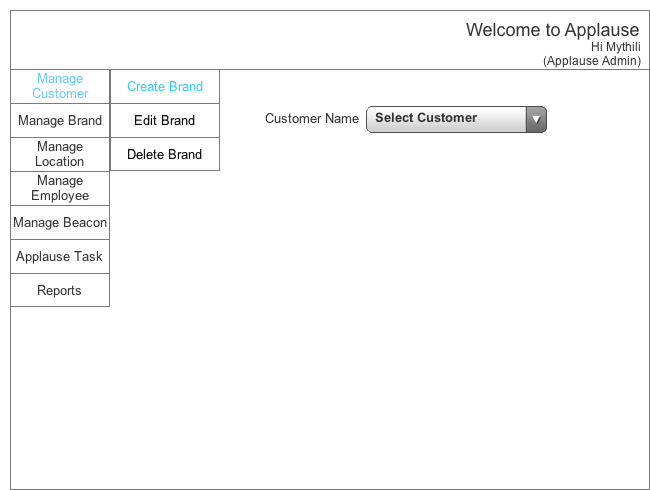 Welcome to Applause
Hi Mythili
(Applause Admin)
Manage
Customer
Manage Brand
Manage
Location
Manage
Employee
Manage Beacon
Applause Task
Reports
Create Brand
Edit Brand
Delete Brand
Customer Name
Select Customer